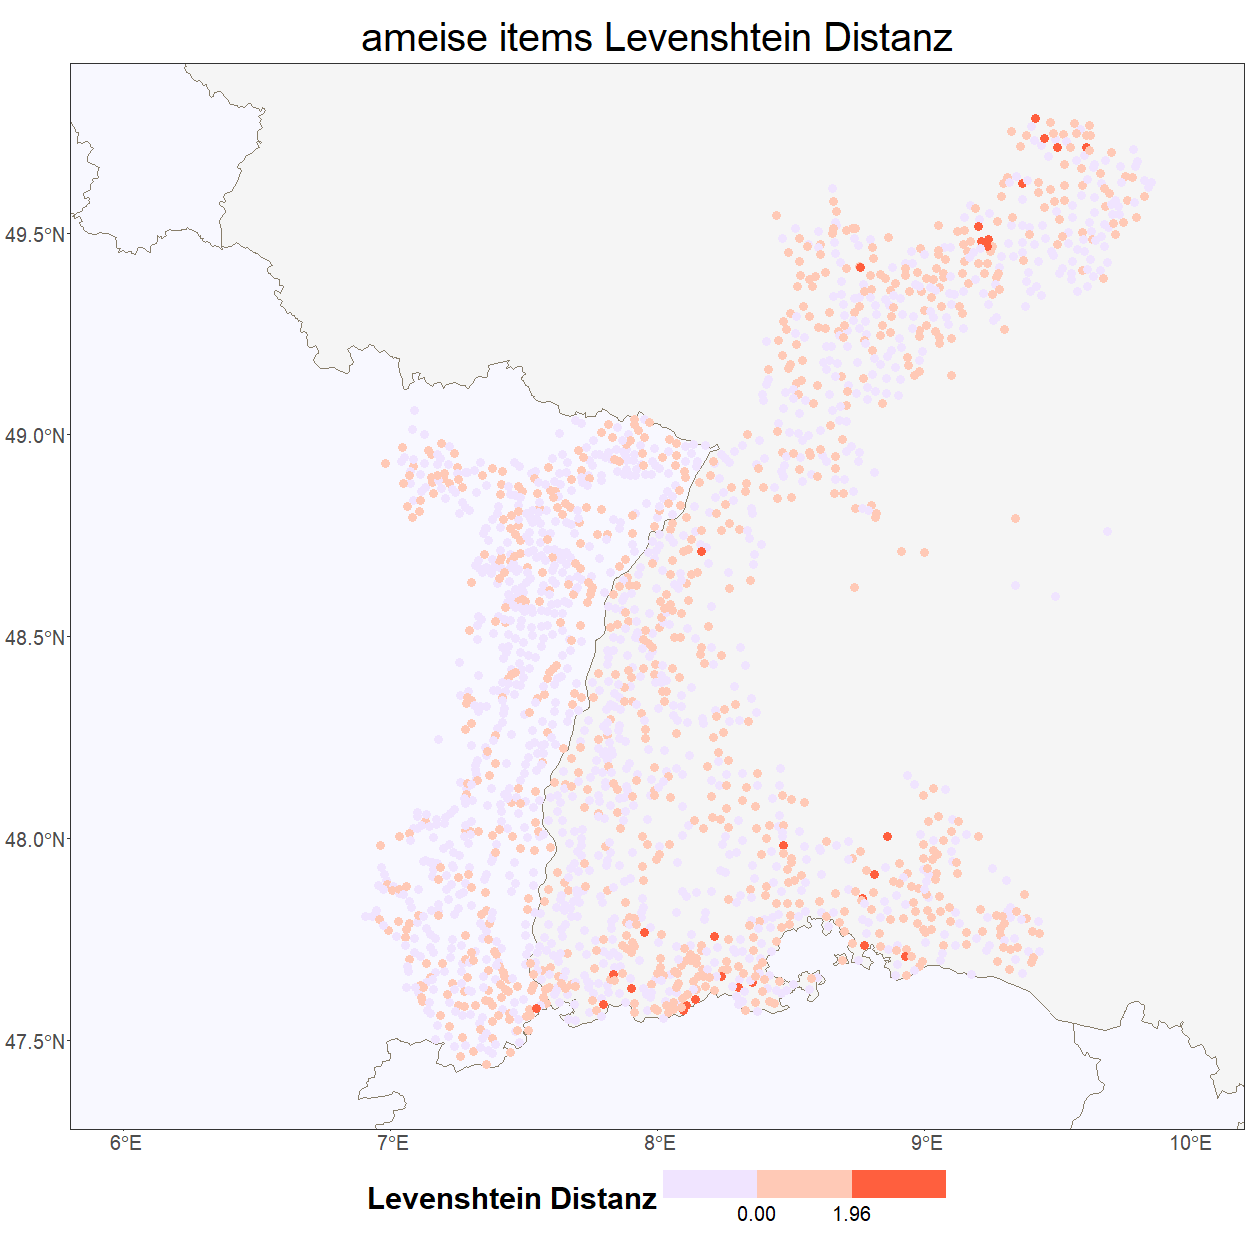 ameise items Levenshtein Distanz
49.5°N
49.0°N
48.5°N
48.0°N
47.5°N
6°E 7°E 8°E 9°E 10°E
Levenshtein Distanz
0.00 1.96